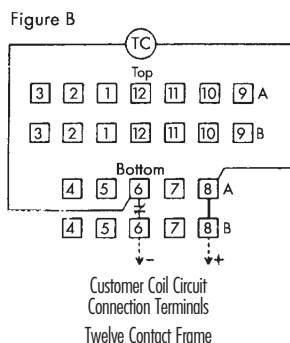 Figure B
TC
Top
3 2 1 12 11 10 9 A
3 2 1 12 11 10 9 B
Bottom
4 5 6 7 8 A
4 5 6 7 8 B
- +
Customer Coil Circuit
Connection Terminals
Twelve Contact Frame